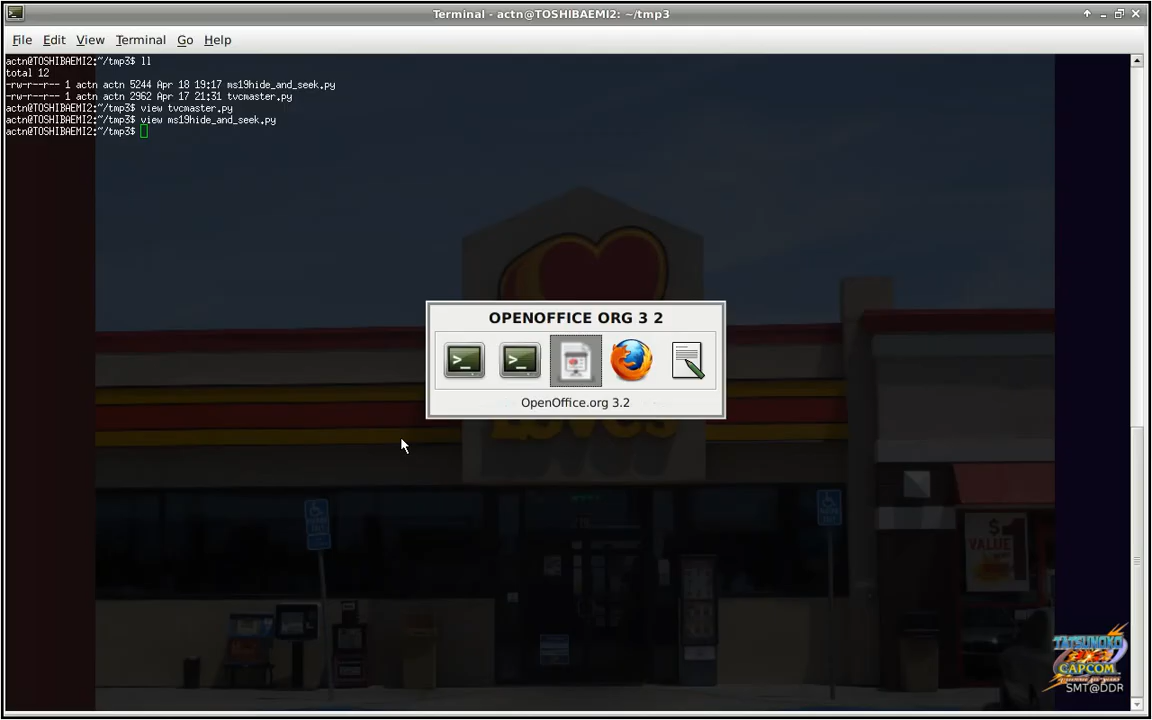 Terminal - actn@TOSHIBAEMI2: ~/tmp3
File Edit View Terminal Go Help
actn@TOSHIBAEMI2:~/tmp3$ ll
total 12
-rw-r--r-- 1 actn actn 5244 Apr 18 19:17 ms19hide_and_seek.py
-rw-r--r-- 1 actn actn 2962 Apr 17 21:31 tvcmaster.py
actn@TOSHIBAEMI2:~/tmp3$ view tvcmaster.py
actn@TOSHIBAEMI2:~/tmp3$ view ms19hide_and_seek.py
actn@TOSHIBAEMI2:~/tmp3$
OPENOFFICE ORG 3 2
OpenOffice.org 3.2
Loves
$1
VALUE
TATSUNOKO
CAPCOM
SMT@DDR